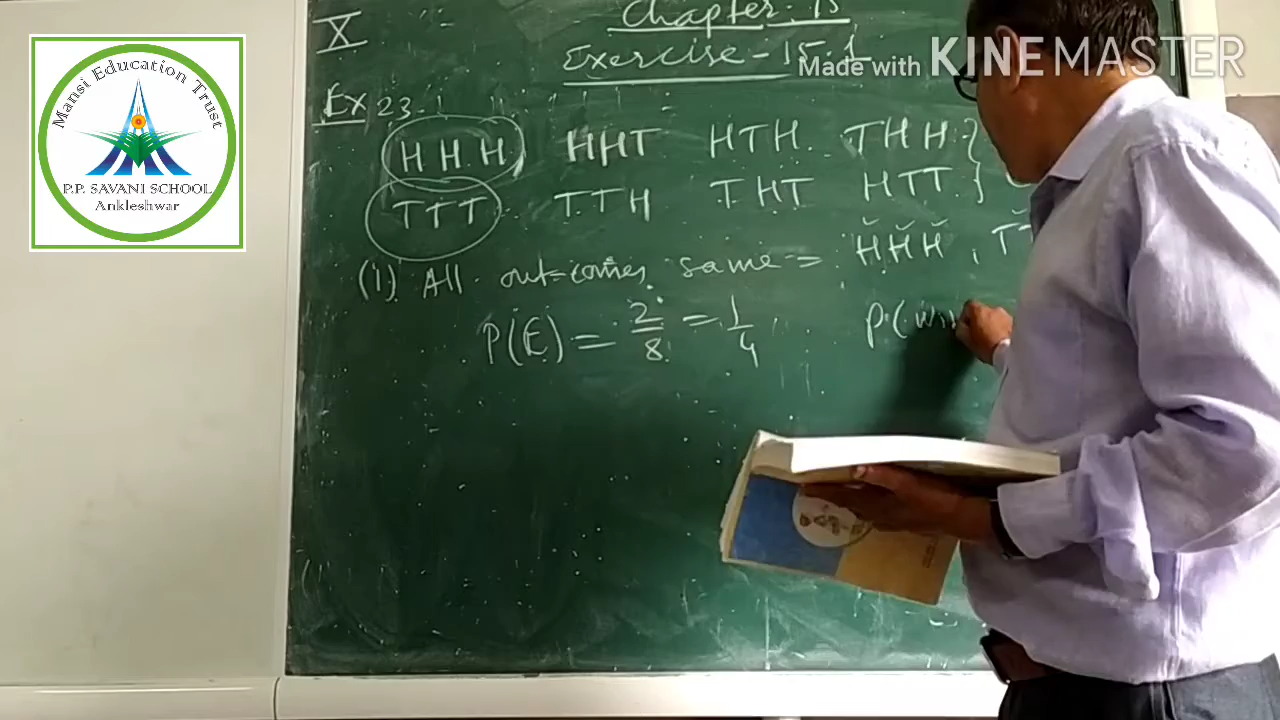 Mansi Education Trust
P.P. SAVANI SCHOOL
Ankleshwar
Made with KINEMASTER
X
Chapter: 15
Exercise - 15.1
Ex 23.
H H H HHT HTH. THH }
TTT TTH THT HTT }
(1) All outcomes same => HHH, T
P(E) = 2/8 = 1/4 P(